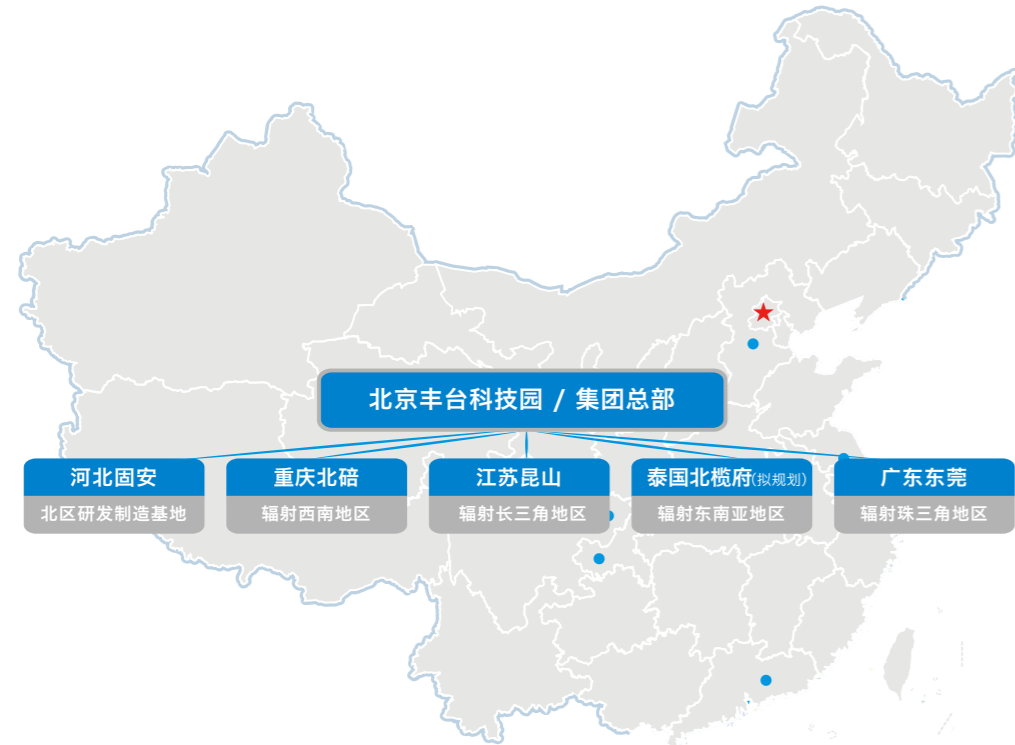 北京丰台科技园 / 集团总部
河北固安
北区研发制造基地
重庆北碚
辐射西南地区
江苏昆山
辐射长三角地区
泰国北榄府(拟规划)
辐射东南亚地区
广东东莞
辐射珠三角地区